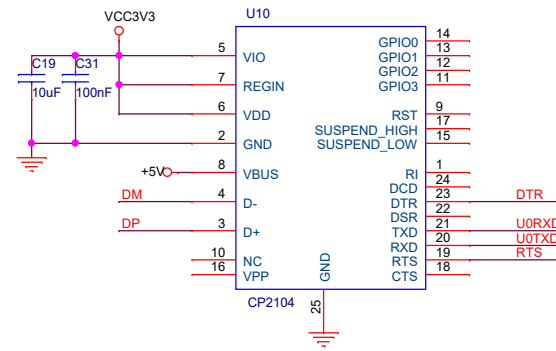 VCC3V3
U10
C19
10uF
C31
100nF
5 VIO
7 REGIN
6 VDD
2 GND
+5V 8 VBUS
DM 4 D-
DP 3 D+
10 NC
16 VPP
GPIO0 14
GPIO1 13
GPIO2 12
GPIO3 11
RST 9
SUSPEND_HIGH 17
SUSPEND_LOW 15
RI 1
DCD 24
DTR 23 DTR
DSR 22
TXD 21 U0RXD
RXD 20 U0TXD
RTS 19 RTS
CTS 18
GND
25
CP2104